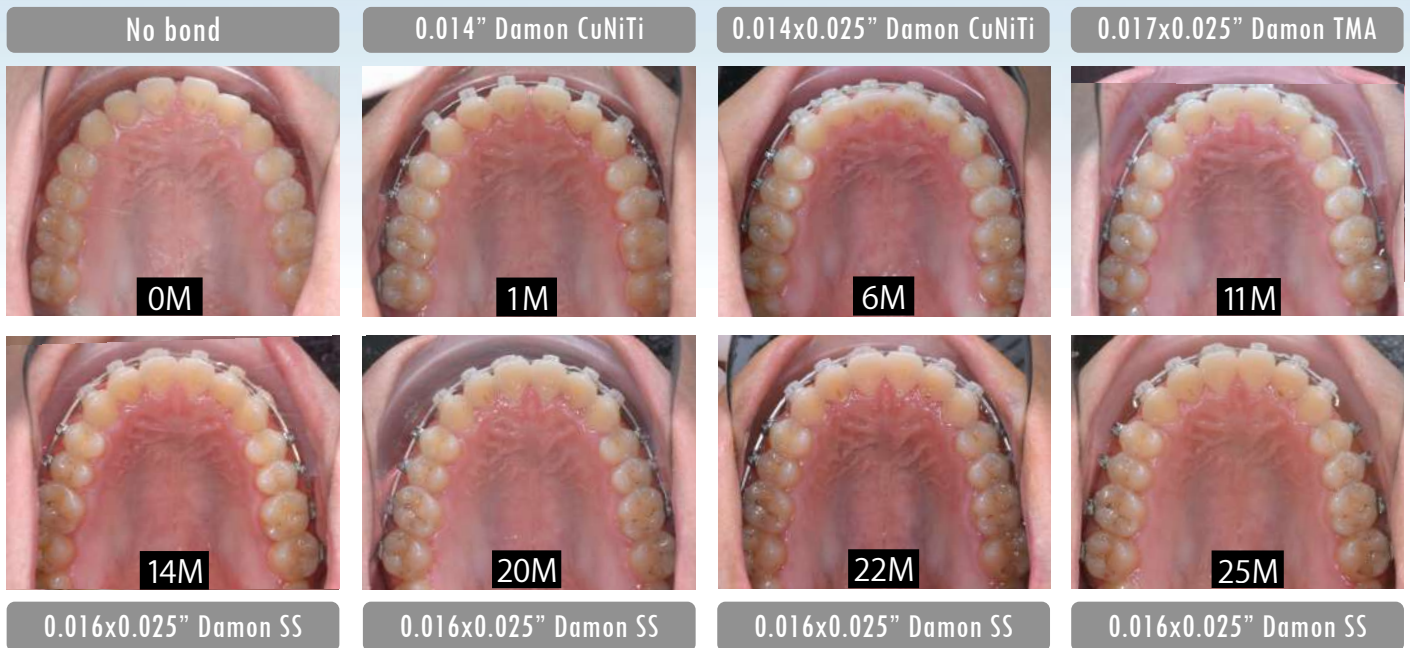 No bond
0.014” Damon CuNiTi
0.014x0.025” Damon CuNiTi
0.017x0.025” Damon TMA
0M
1M
6M
11M
14M
20M
22M
25M
0.016x0.025” Damon SS
0.016x0.025” Damon SS
0.016x0.025” Damon SS
0.016x0.025” Damon SS